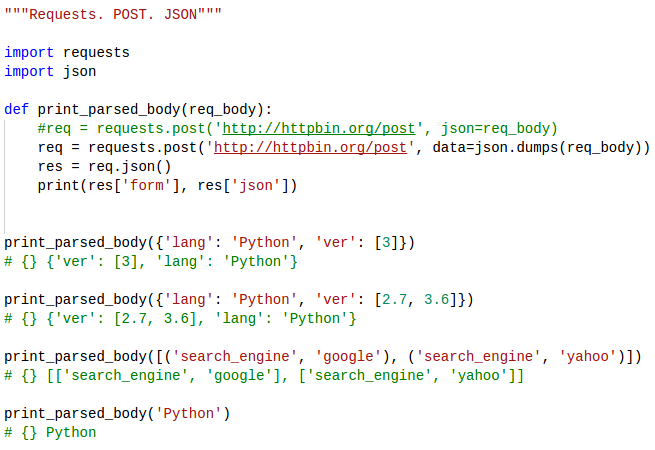 """Requests. POST. JSON"""
import requests
import json
def print_parsed_body(req_body):
#req = requests.post('http://httpbin.org/post', json=req_body)
req = requests.post('http://httpbin.org/post', data=json.dumps(req_body))
res = req.json()
print(res['form'], res['json'])
print_parsed_body({'lang': 'Python', 'ver': [3]})
# {} {'ver': [3], 'lang': 'Python'}
print_parsed_body({'lang': 'Python', 'ver': [2.7, 3.6]})
# {} {'ver': [2.7, 3.6], 'lang': 'Python'}
print_parsed_body([('search_engine', 'google'), ('search_engine', 'yahoo')])
# {} [['search_engine', 'google'], ['search_engine', 'yahoo']]
print_parsed_body('Python')
# {} Python